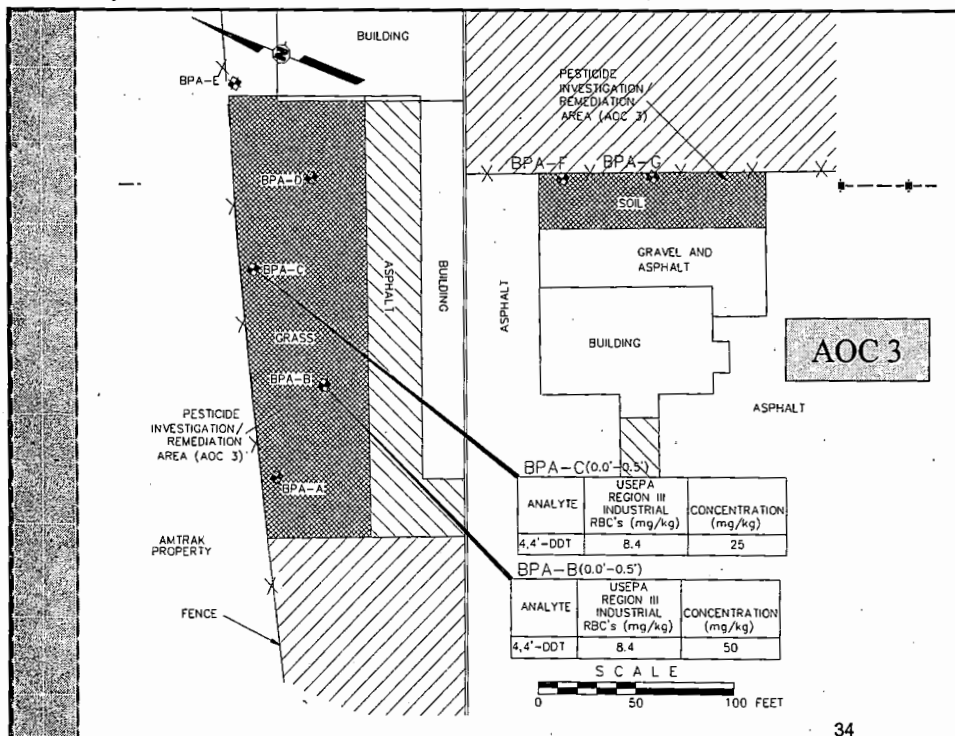 BUILDING
N
BPA-E
PESTICIDE
INVESTIGATION/
REMEDIATION
AREA (AOC 3)
BPA-F
BPA-G
BPA-D
SOIL
GRAVEL AND
ASPHALT
BPA-C
ASPHALT
BUILDING
ASPHALT
GRASS
BUILDING
AOC 3
BPA-B
ASPHALT
PESTICIDE
INVESTIGATION/
REMEDIATION
AREA (AOC 3)
BPA-A
AMTRAK
PROPERTY
FENCE
BPA-C(0.0'-0.5')
ANALYTE
USEPA
REGION III
INDUSTRIAL
RBC's (mg/kg)
CONCENTRATION
(mg/kg)
4,4'-DDT 8.4 25
BPA-B(0.0'-0.5')
ANALYTE
USEPA
REGION III
INDUSTRIAL
RBC's (mg/kg)
CONCENTRATION
(mg/kg)
4,4'-DDT 8.4 50
SCALE
0 50 100 FEET
34